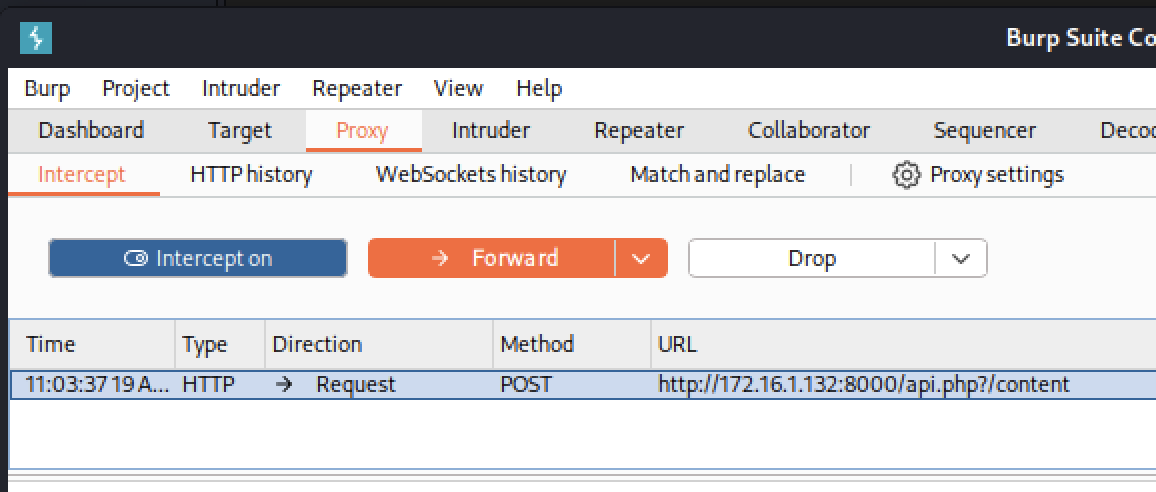 Burp Suite Co
Burp Project Intruder Repeater View Help
Dashboard Target Proxy Intruder Repeater Collaborator Sequencer Decod
Intercept HTTP history WebSockets history Match and replace Proxy settings
Intercept on Forward Drop
Time Type Direction Method URL
11:03:37 19 A... HTTP → Request POST http://172.16.1.132:8000/api.php?/content